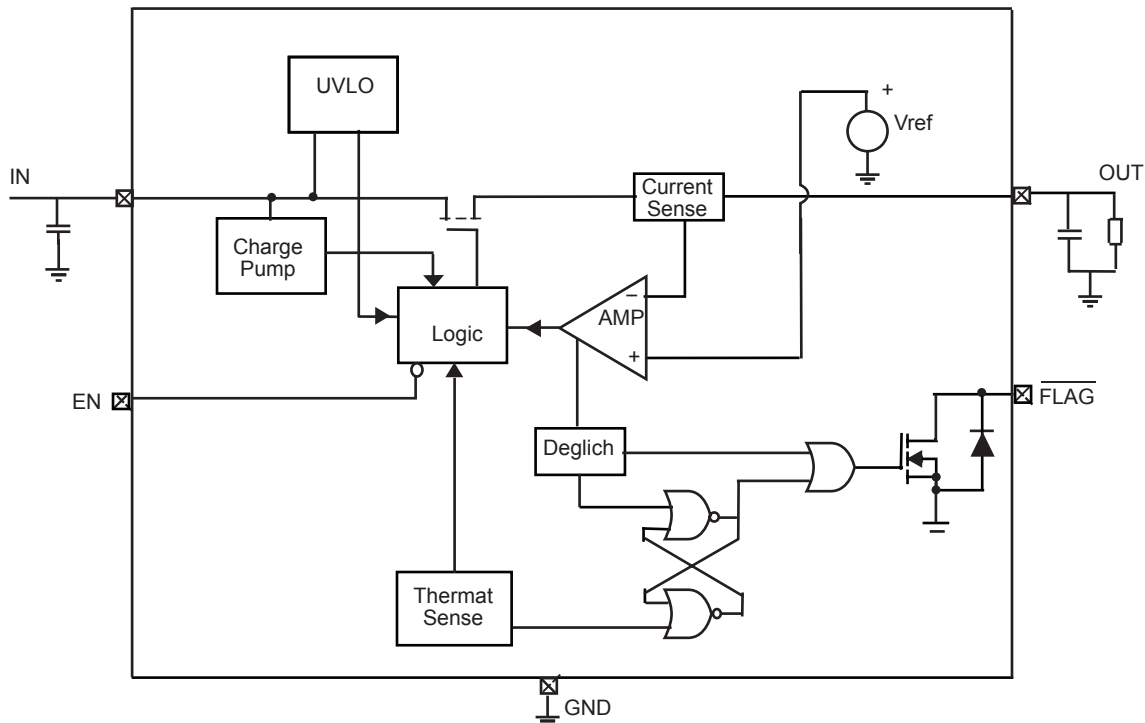 UVLO
+
Vref
IN
OUT
Current
Sense
Charge
Pump
−
AMP
Logic
+
EN
FLAG
Deglich
Thermat
Sense
GND